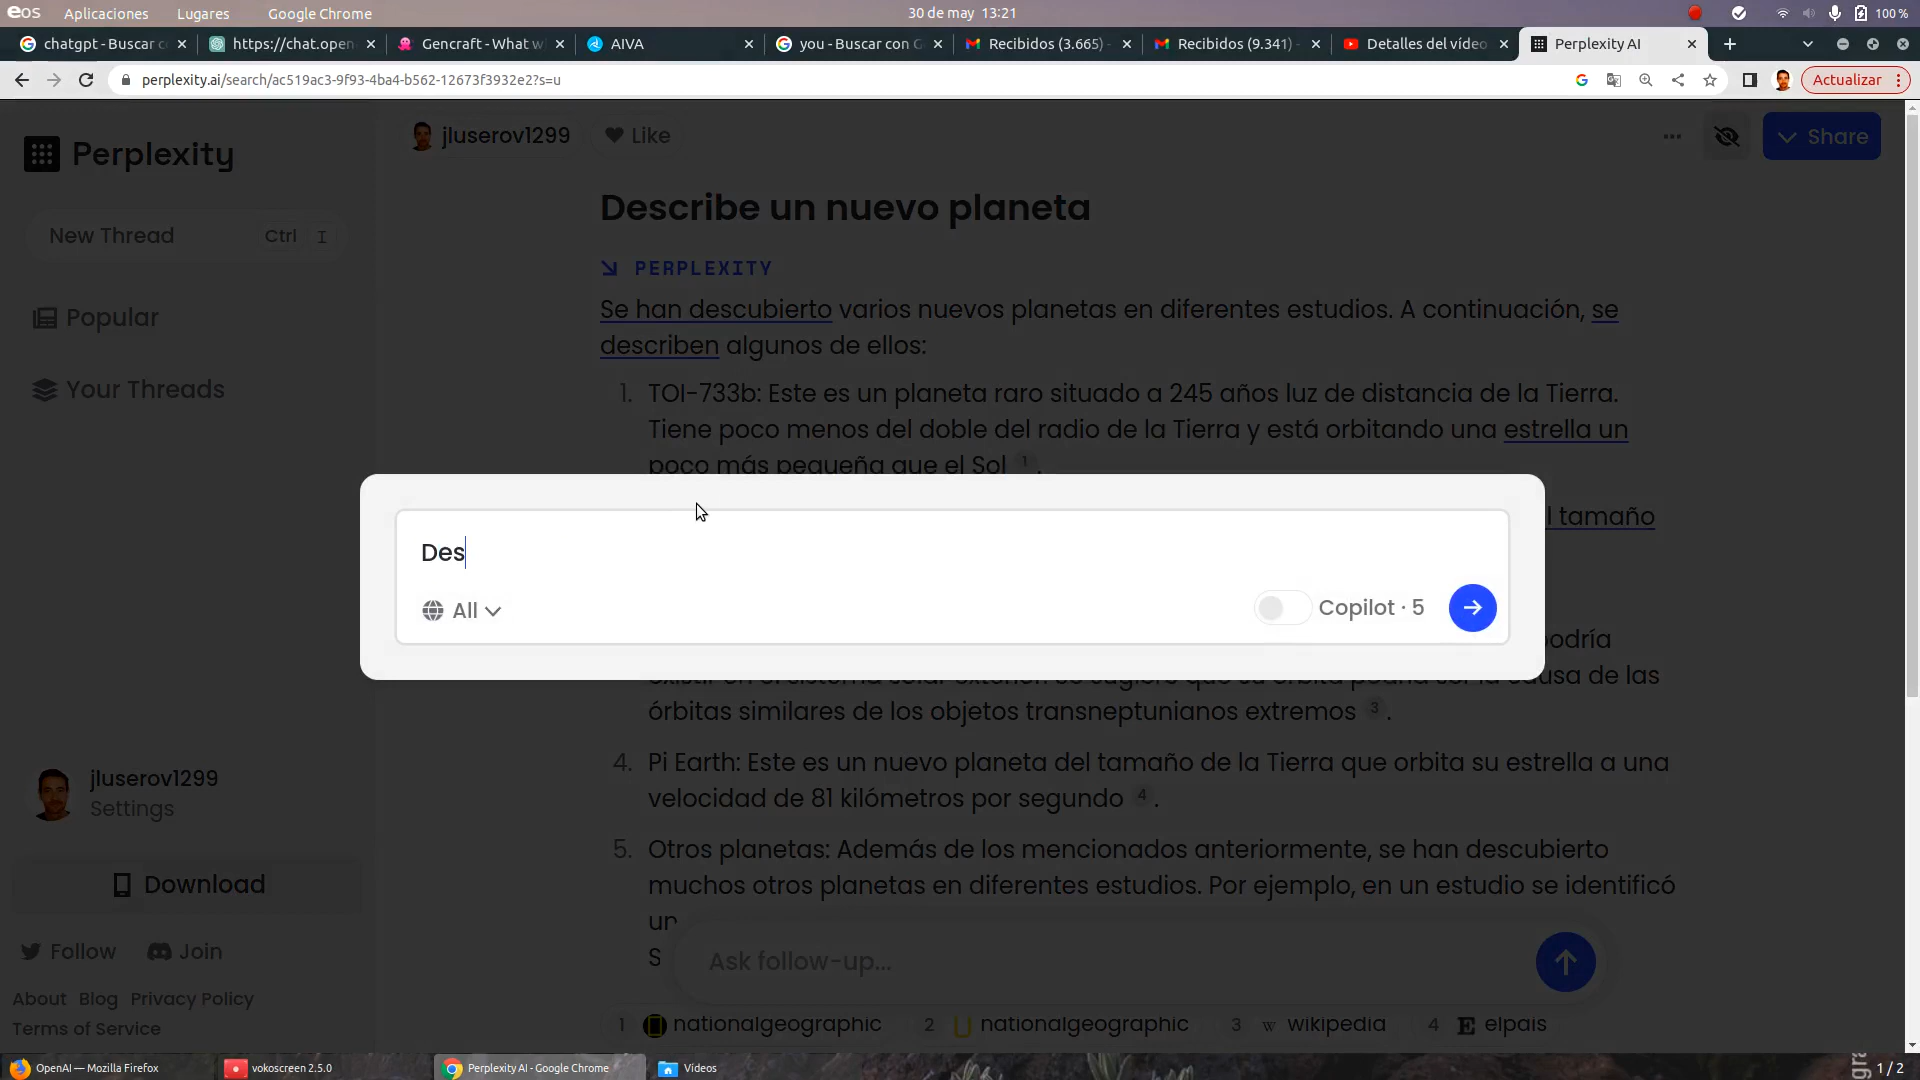 eos Aplicaciones Lugares Google Chrome 30 de may 13:21 100 %
chatgpt - Buscar c https://chat.open Gencraft - What w AIVA you - Buscar con G Recibidos (3.665) - Recibidos (9.341) - Detalles del vídeo Perplexity AI
perplexity.ai/search/ac519ac3-9f93-4ba4-b562-12673f3932e2?s=u Actualizar
jluserov1299 Like Share
Perplexity
New Thread Ctrl I
Popular
Your Threads
jluserov1299
Settings
Download
Follow Join
About Blog Privacy Policy
Terms of Service
Describe un nuevo planeta
PERPLEXITY
Se han descubierto varios nuevos planetas en diferentes estudios. A continuación, se
describen algunos de ellos:
1. TOI-733b: Este es un planeta raro situado a 245 años luz de distancia de la Tierra.
Tiene poco menos del doble del radio de la Tierra y está orbitando una estrella un
poco más pequeña que el Sol 1.
l tamaño
Des
All Copilot · 5
podría
causa de las
órbitas similares de los objetos transneptunianos extremos 3.
4. Pi Earth: Este es un nuevo planeta del tamaño de la Tierra que orbita su estrella a una
velocidad de 81 kilómetros por segundo 4.
5. Otros planetas: Además de los mencionados anteriormente, se han descubierto
muchos otros planetas en diferentes estudios. Por ejemplo, en un estudio se identificó
un
S
Ask follow-up...
1 nationalgeographic 2 nationalgeographic 3 wikipedia 4 elpais
OpenAI — Mozilla Firefox vokoscreen 2.5.0 Perplexity AI - Google Chrome Vídeos 1 / 2